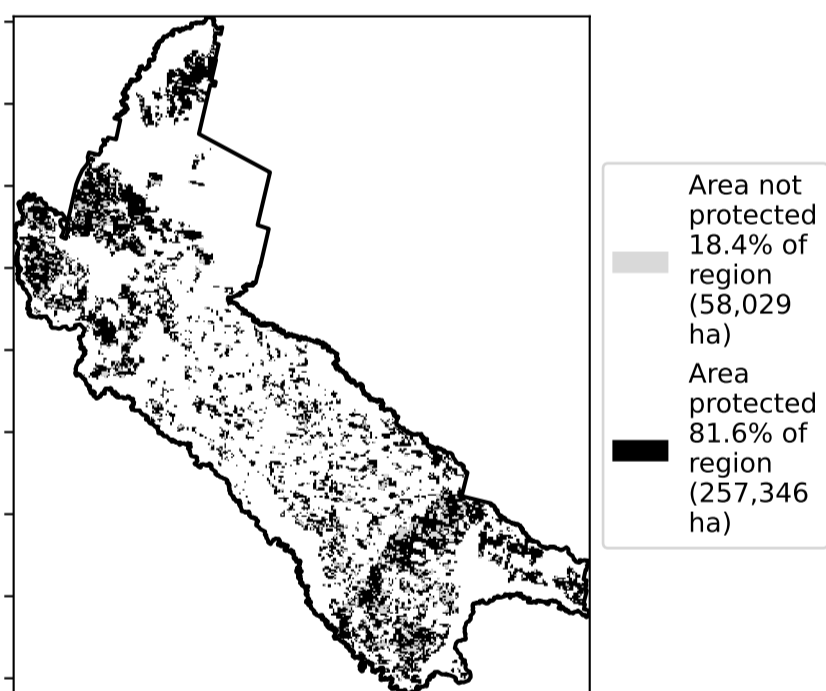 Area not
protected
18.4% of
region
(58,029
ha)
Area
protected
81.6% of
region
(257,346
ha)